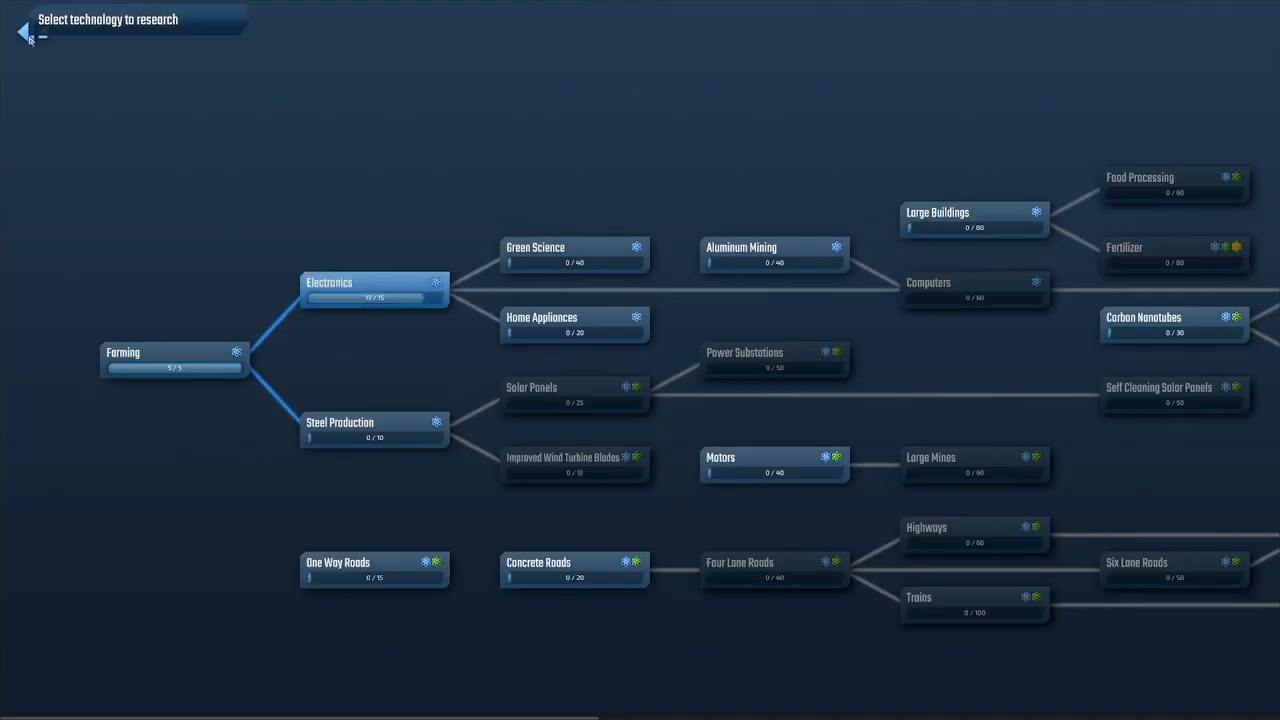 Select technology to research
Food Processing
0 / 60
Large Buildings
0 / 80
Green Science
0 / 40
Aluminum Mining
0 / 40
Fertilizer
0 / 80
Electronics
13 / 15
Computers
0 / 60
Home Appliances
0 / 20
Carbon Nanotubes
0 / 30
Farming
5 / 5
Power Substations
0 / 50
Solar Panels
0 / 25
Self Cleaning Solar Panels
0 / 50
Steel Production
0 / 10
Improved Wind Turbine Blades
0 / 15
Motors
0 / 40
Large Mines
0 / 60
Highways
0 / 60
One Way Roads
0 / 15
Concrete Roads
0 / 20
Four Lane Roads
0 / 40
Six Lane Roads
0 / 50
Trains
0 / 100